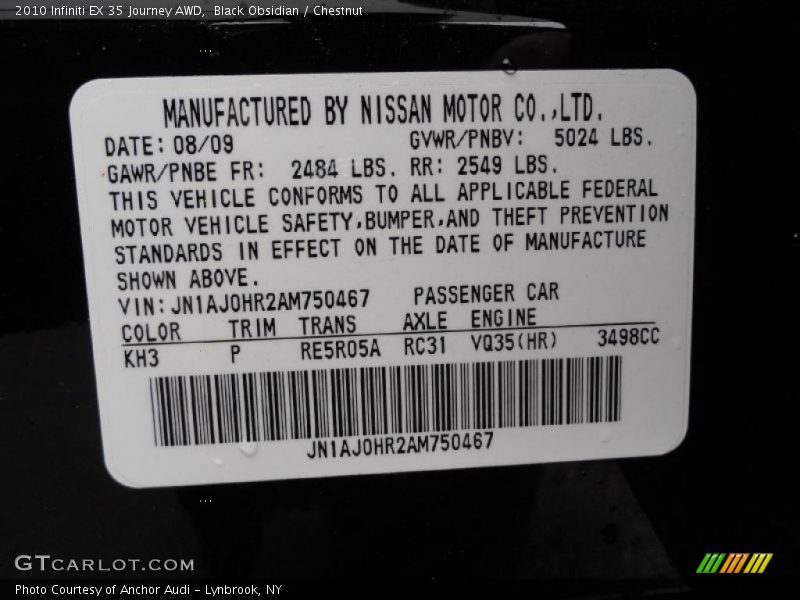 2010 Infiniti EX 35 Journey AWD, Black Obsidian / Chestnut
MANUFACTURED BY NISSAN MOTOR CO.,LTD.
DATE: 08/09 GVWR/PNBV: 5024 LBS.
GAWR/PNBE FR: 2484 LBS. RR: 2549 LBS.
THIS VEHICLE CONFORMS TO ALL APPLICABLE FEDERAL
MOTOR VEHICLE SAFETY,BUMPER,AND THEFT PREVENTION
STANDARDS IN EFFECT ON THE DATE OF MANUFACTURE
SHOWN ABOVE.
VIN: JN1AJ0HR2AM750467 PASSENGER CAR
COLOR TRIM TRANS AXLE ENGINE
KH3 P RE5R05A RC31 VQ35(HR) 3498CC
JN1AJ0HR2AM750467
GTCARLOT.COM
Photo Courtesy of Anchor Audi - Lynbrook, NY